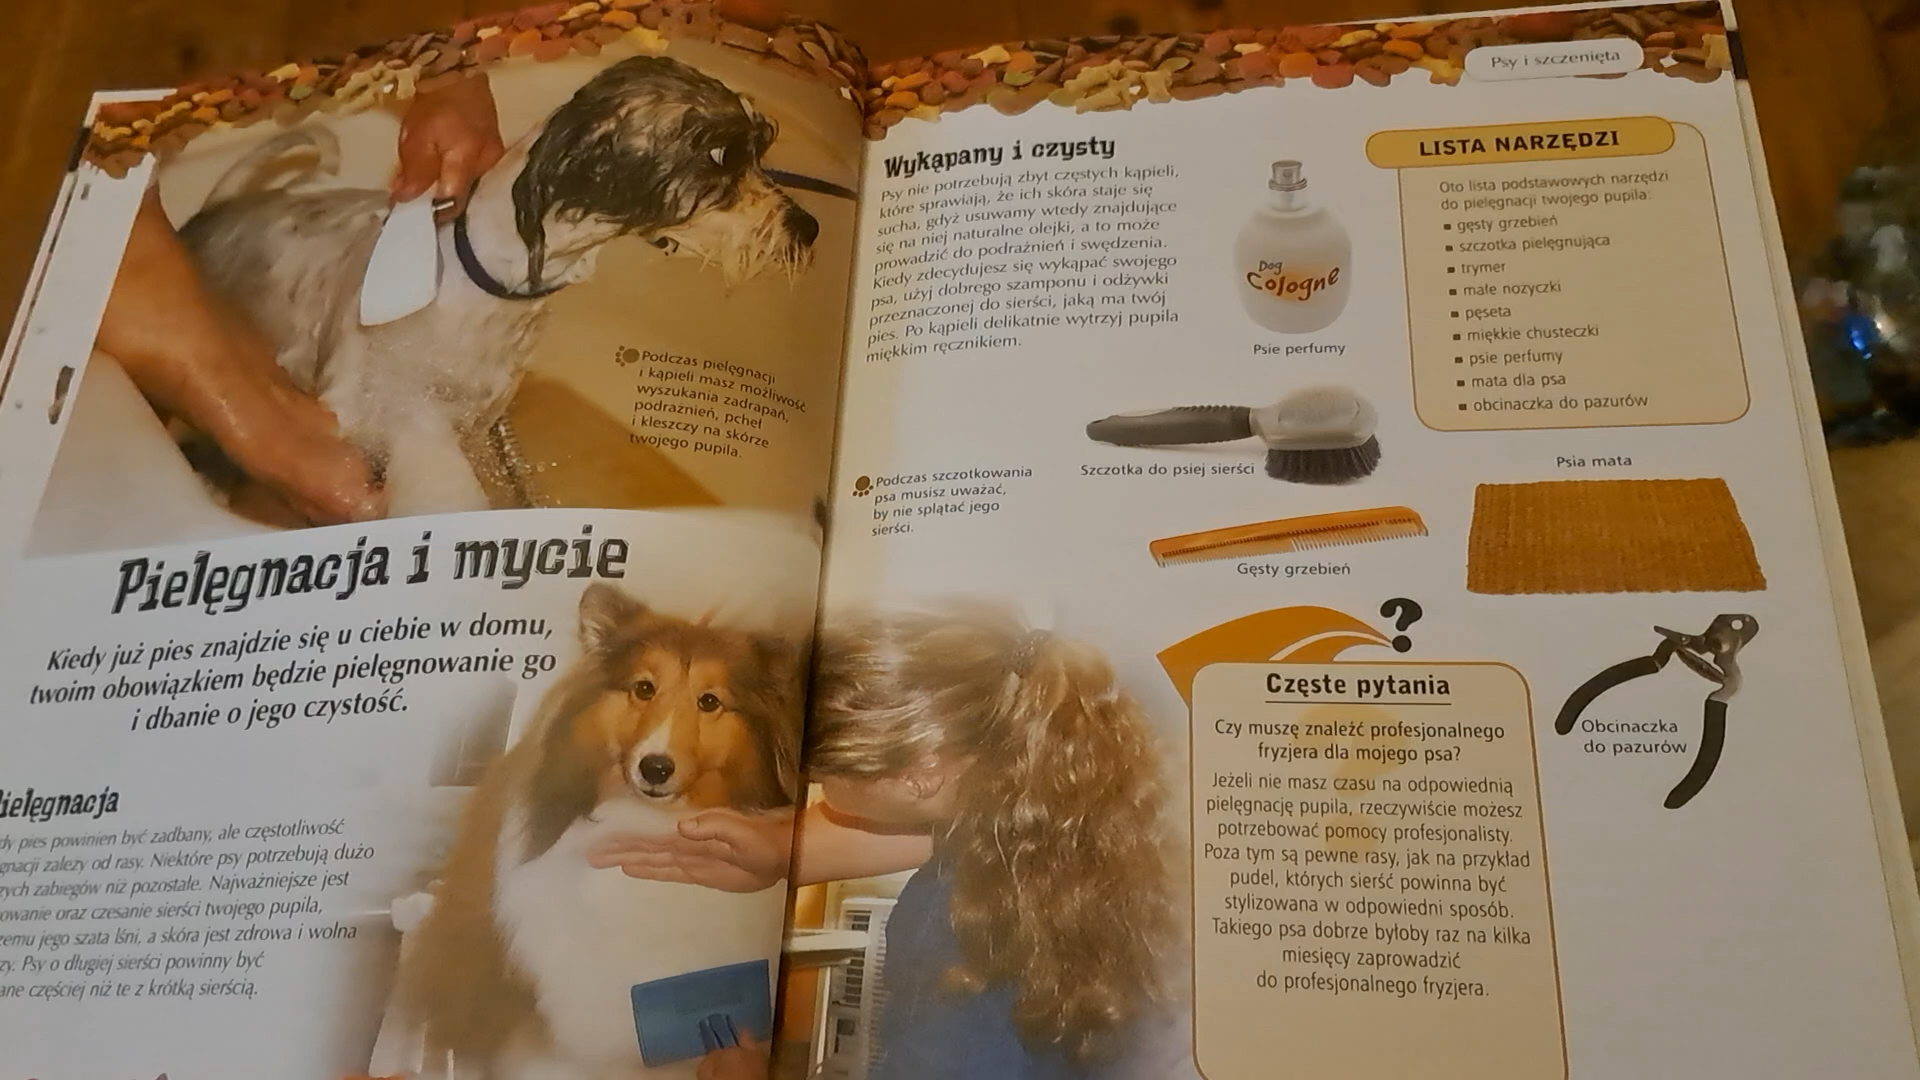 Podczas pielęgnacji
i kąpieli masz możliwość
wyszukania zadrapań,
podrażnień, pcheł
i kleszczy na skórze
twojego pupila.
Pielęgnacja i mycie
Kiedy już pies znajdzie się u ciebie w domu,
twoim obowiązkiem będzie pielęgnowanie go
i dbanie o jego czystość.
pies powinien być zadbany, ale częstotliwość
zależy od rasy. Niektóre psy potrzebują dużo
zabiegów niż pozostałe. Najważniejsze jest
oraz czesanie sierści twojego pupila,
jego szata lśni, a skóra jest zdrowa i wolna
Psy o długiej sierści powinny być
częściej niż te z krótką sierścią.
Psy i szczenięta
Wykąpany i czysty
Psy nie potrzebują zbyt częstych kąpieli,
które sprawiają, że ich skóra staje się
sucha, gdyż usuwamy wtedy znajdujące
się na niej naturalne olejki, a to może
prowadzić do podrażnień i swędzenia.
Kiedy zdecydujesz się wykąpać swojego
psa, użyj dobrego szamponu i odżywki
przeznaczonej do sierści, jaką ma twój
pies. Po kąpieli delikatnie wytrzyj pupila
miękkim ręcznikiem.
Dog
Cologne
Psie perfumy
LISTA NARZĘDZI
Oto lista podstawowych narzędzi
do pielęgnacji twojego pupila:
▪ gęsty grzebień
▪ szczotka pielęgnująca
▪ trymer
▪ małe nożyczki
▪ pęseta
▪ miękkie chusteczki
▪ psie perfumy
▪ mata dla psa
▪ obcinaczka do pazurów
Podczas szczotkowania
psa musisz uważać,
by nie splątać jego
sierści.
Szczotka do psiej sierści
Psia mata
Gęsty grzebień
?
Częste pytania
Czy muszę znaleźć profesjonalnego
fryzjera dla mojego psa?
Jeżeli nie masz czasu na odpowiednią
pielęgnację pupila, rzeczywiście możesz
potrzebować pomocy profesjonalisty.
Poza tym są pewne rasy, jak na przykład
pudel, których sierść powinna być
stylizowana w odpowiedni sposób.
Takiego psa dobrze byłoby raz na kilka
miesięcy zaprowadzić
do profesjonalnego fryzjera.
Obcinaczka
do pazurów